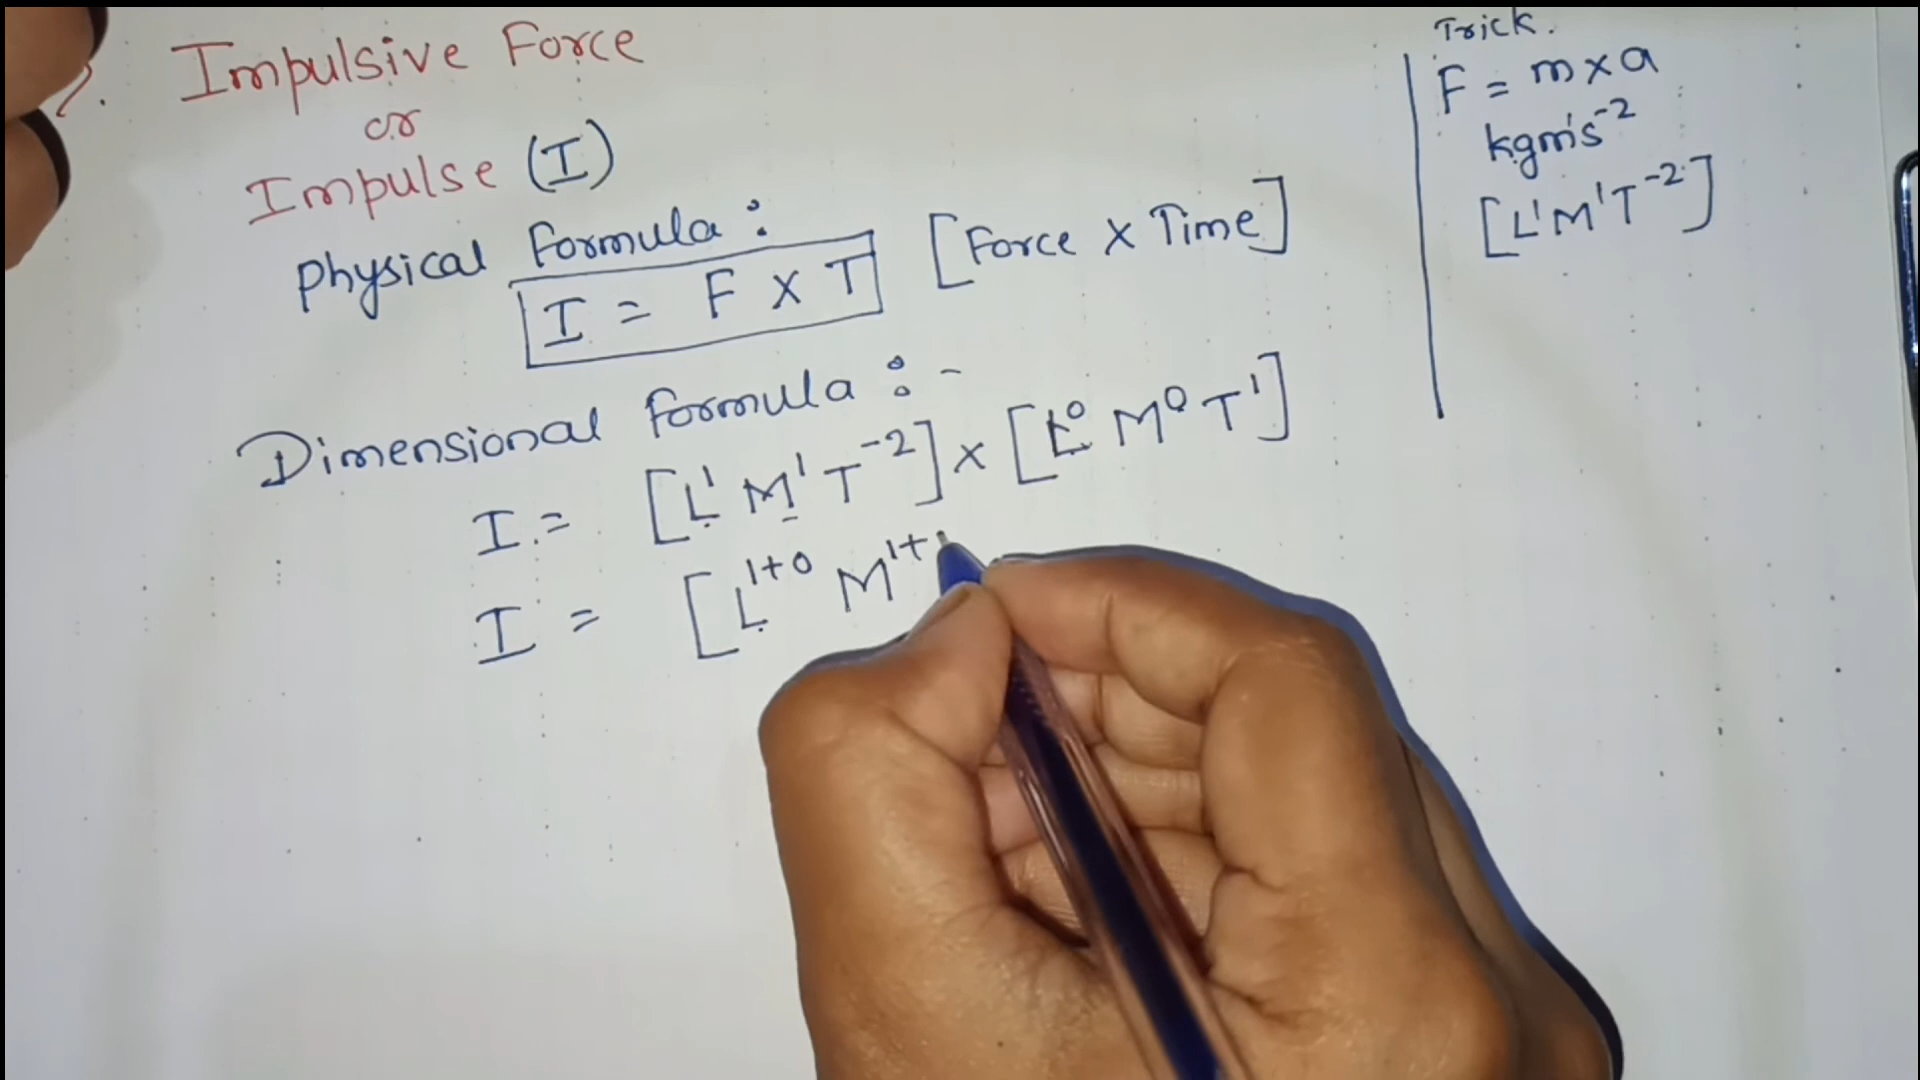 Impulsive Force
or
Impulse (I)
Physical Formula :
I = F × T [Force × Time]
Dimensional formula : -
I = [L¹ M¹ T⁻²] × [L⁰ M⁰ T¹]
I = [L¹⁺⁰ M¹⁺
Trick.
F = m × a
kgm¹s⁻²
[L¹M¹T⁻²]